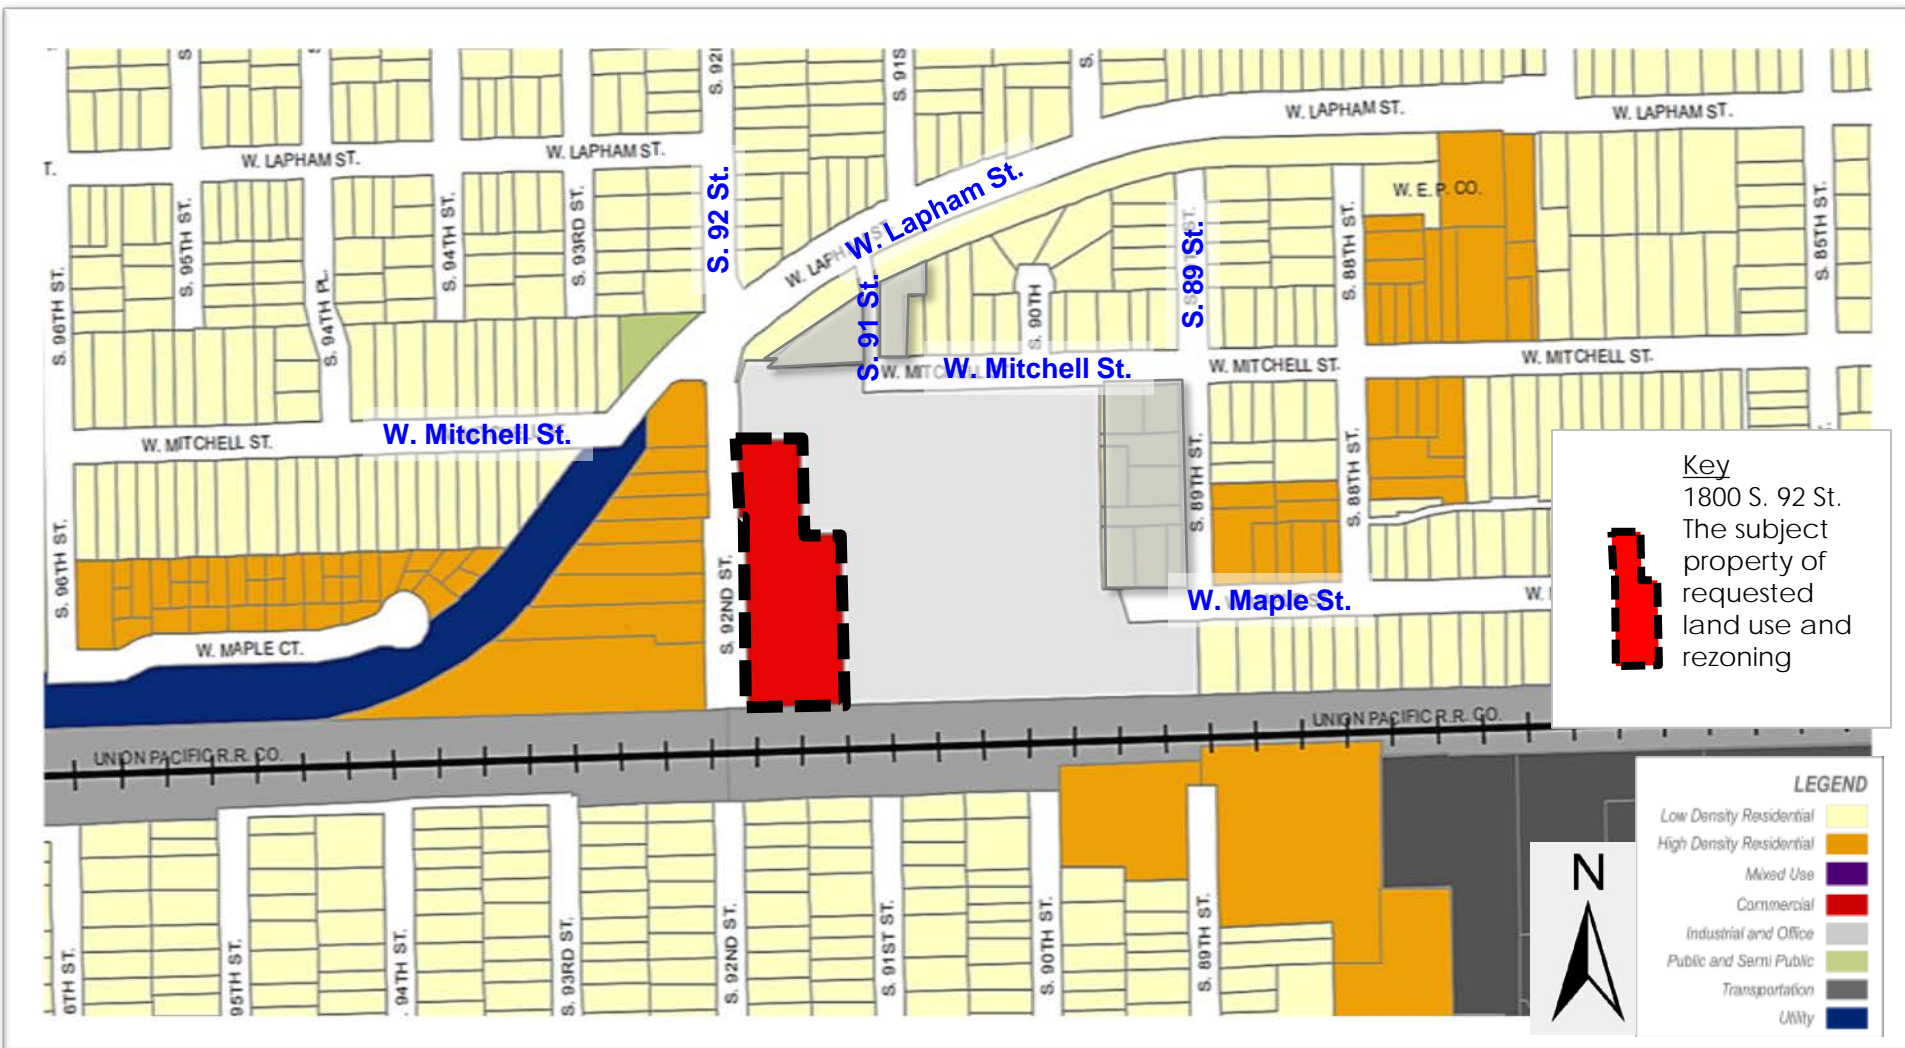 S. 92I
S. 91S
S.
W. LAPHAM ST.
W. LAPHAM ST.
T.
W. LAPHAM ST.
W. LAPHAM ST.
S. 92 St.
W. Lapham St.
W. E. P. CO.
S. 96TH ST.
S. 95TH ST.
S. 94TH PL.
S. 94TH ST.
S. 93RD ST.
S. 91 St.
S. 90TH
S. 89 St.
S. 88TH ST.
S. 85TH ST.
W. Mitchell St.
W. MITCHELL ST.
W. MITCHELL ST.
W. MITCHELL ST.
W. Mitchell St.
S. 96TH ST.
S. 92ND ST.
S. 89TH ST.
S. 88TH ST.
W. Maple St.
W.
W. MAPLE CT.
Key
1800 S. 92 St.
The subject
property of
requested
land use and
rezoning
UNION PACIFIC R.R. CO.
UNION PACIFIC R.R. CO.
6TH ST.
95TH ST.
. 94TH ST.
S. 93RD ST.
S. 92ND ST.
S. 91ST ST.
S. 90TH ST.
S. 89TH ST.
N
LEGEND
Low Density Residential
High Density Residential
Mixed Use
Commercial
Industrial and Office
Public and Semi Public
Transportation
Utility